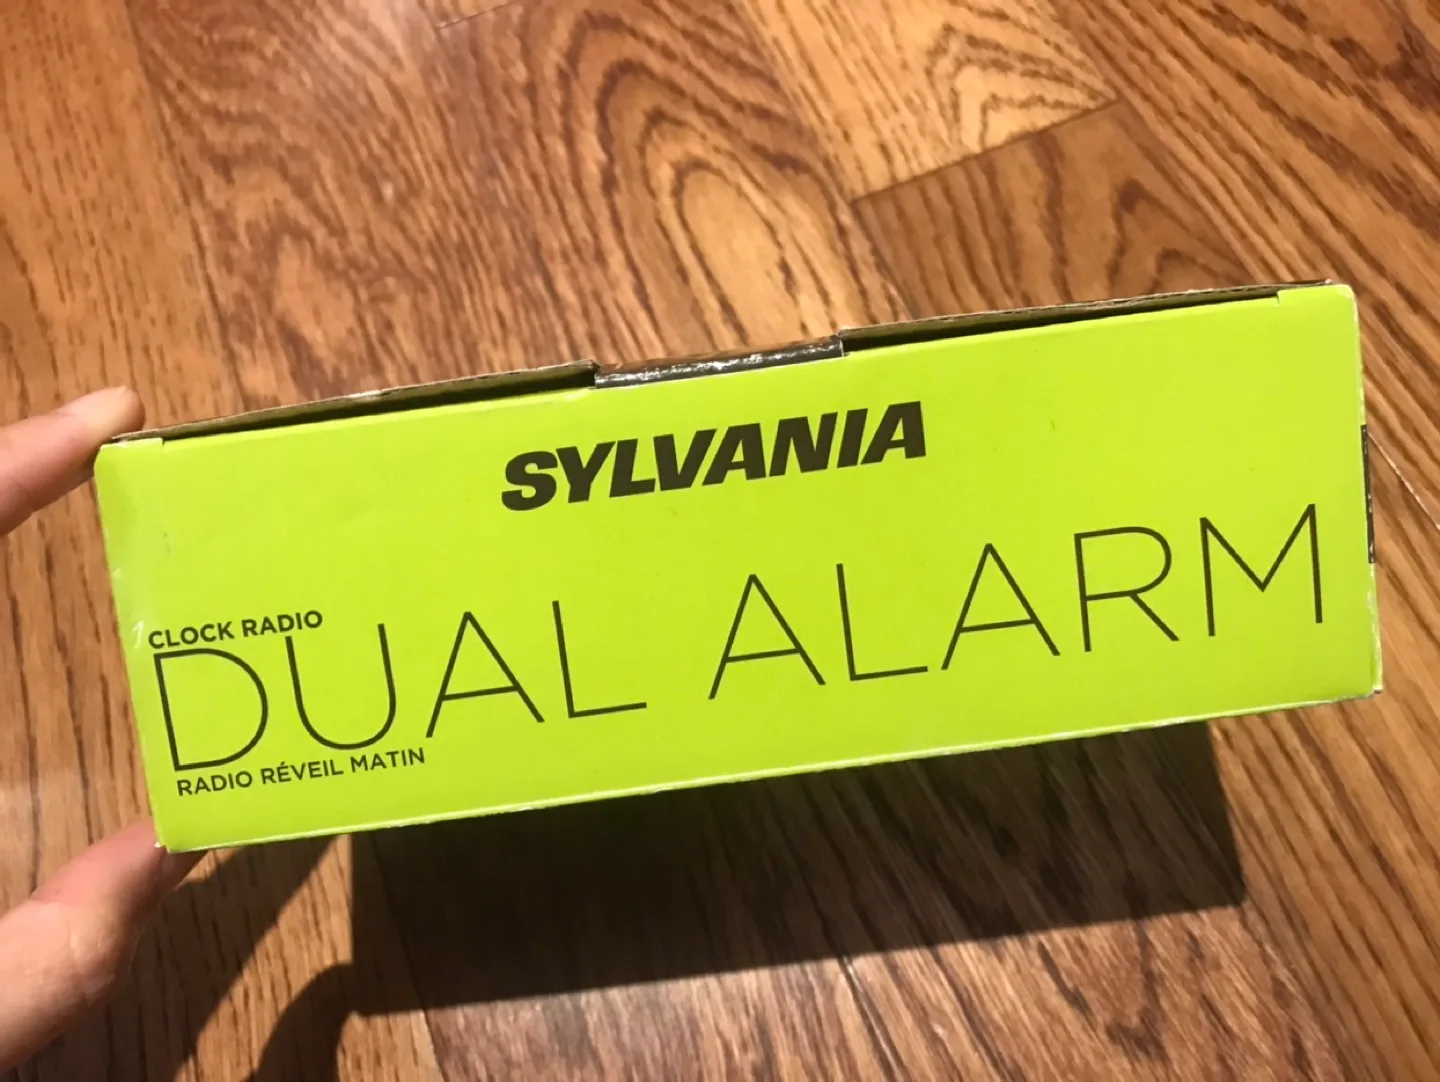 SYLVANIA
CLOCK RADIO
DUAL ALARM
RADIO RÉVEIL MATIN